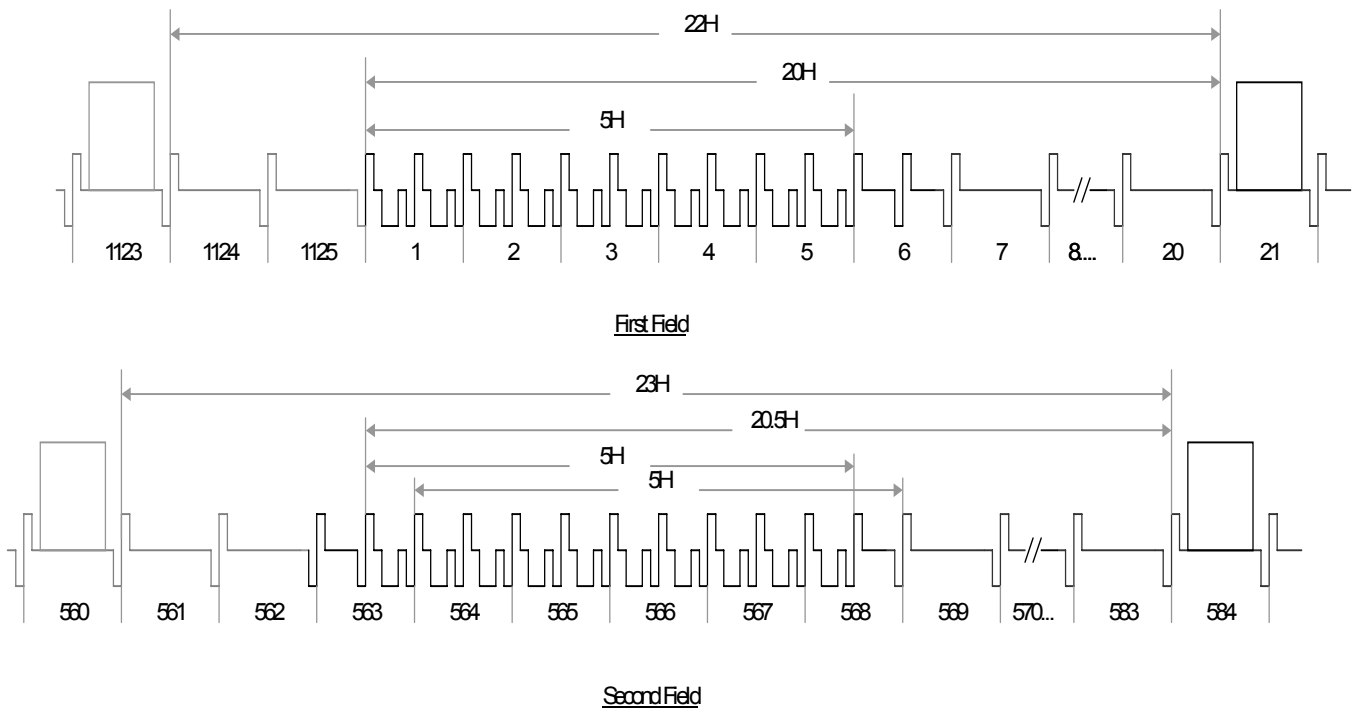 22H
20H
5H
1123 1124 1125 1 2 3 4 5 6 7 8.... 20 21
First Field
23H
20.5H
5H
5H
560 561 562 563 564 565 566 567 568 569 570... 583 584
Second Field